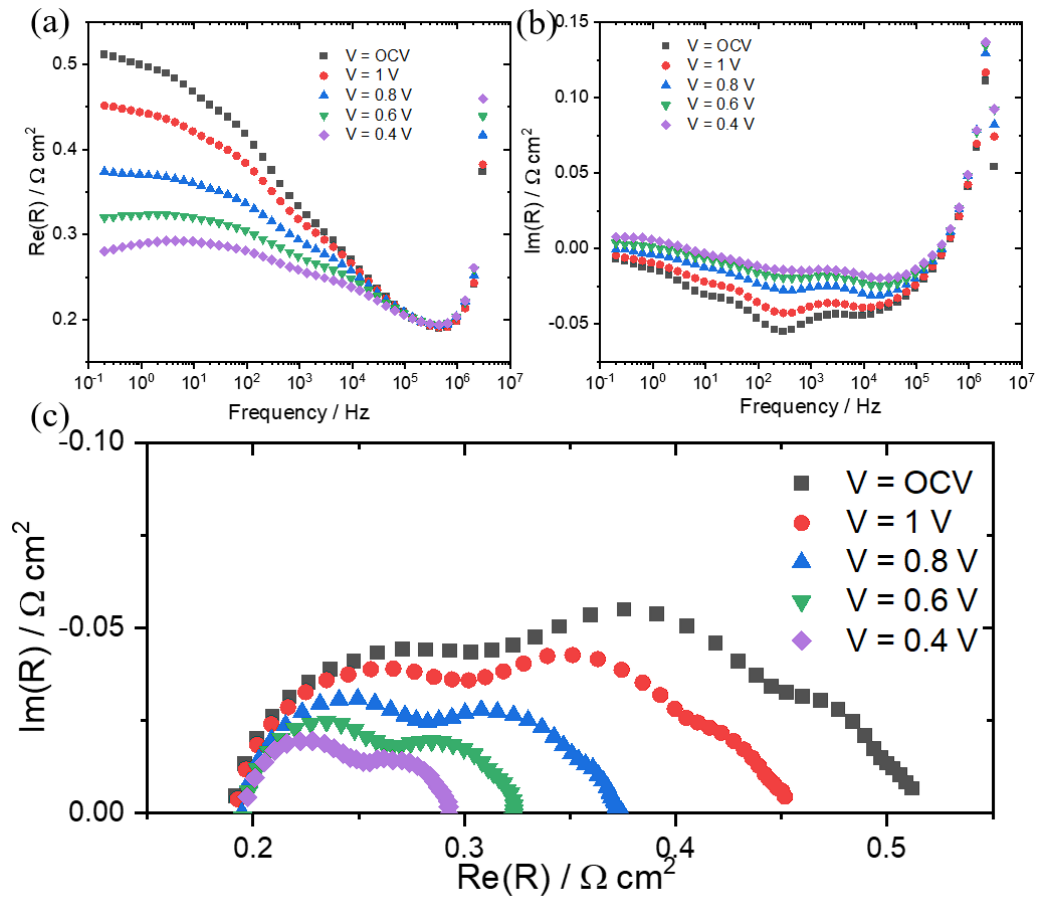 (a)
V = OCV
V = 1 V
V = 0.8 V
V = 0.6 V
V = 0.4 V
0.5
0.4
0.3
0.2
Re(R) / Ω cm²
10⁻¹ 10⁰ 10¹ 10² 10³ 10⁴ 10⁵ 10⁶ 10⁷
Frequency / Hz
(b)
V = OCV
V = 1 V
V = 0.8 V
V = 0.6 V
V = 0.4 V
0.15
0.10
0.05
0.00
-0.05
Im(R) / Ω cm²
10⁻¹ 10⁰ 10¹ 10² 10³ 10⁴ 10⁵ 10⁶ 10⁷
Frequency / Hz
(c)
V = OCV
V = 1 V
V = 0.8 V
V = 0.6 V
V = 0.4 V
-0.10
-0.05
0.00
Im(R) / Ω cm²
0.2 0.3 0.4 0.5
Re(R) / Ω cm²